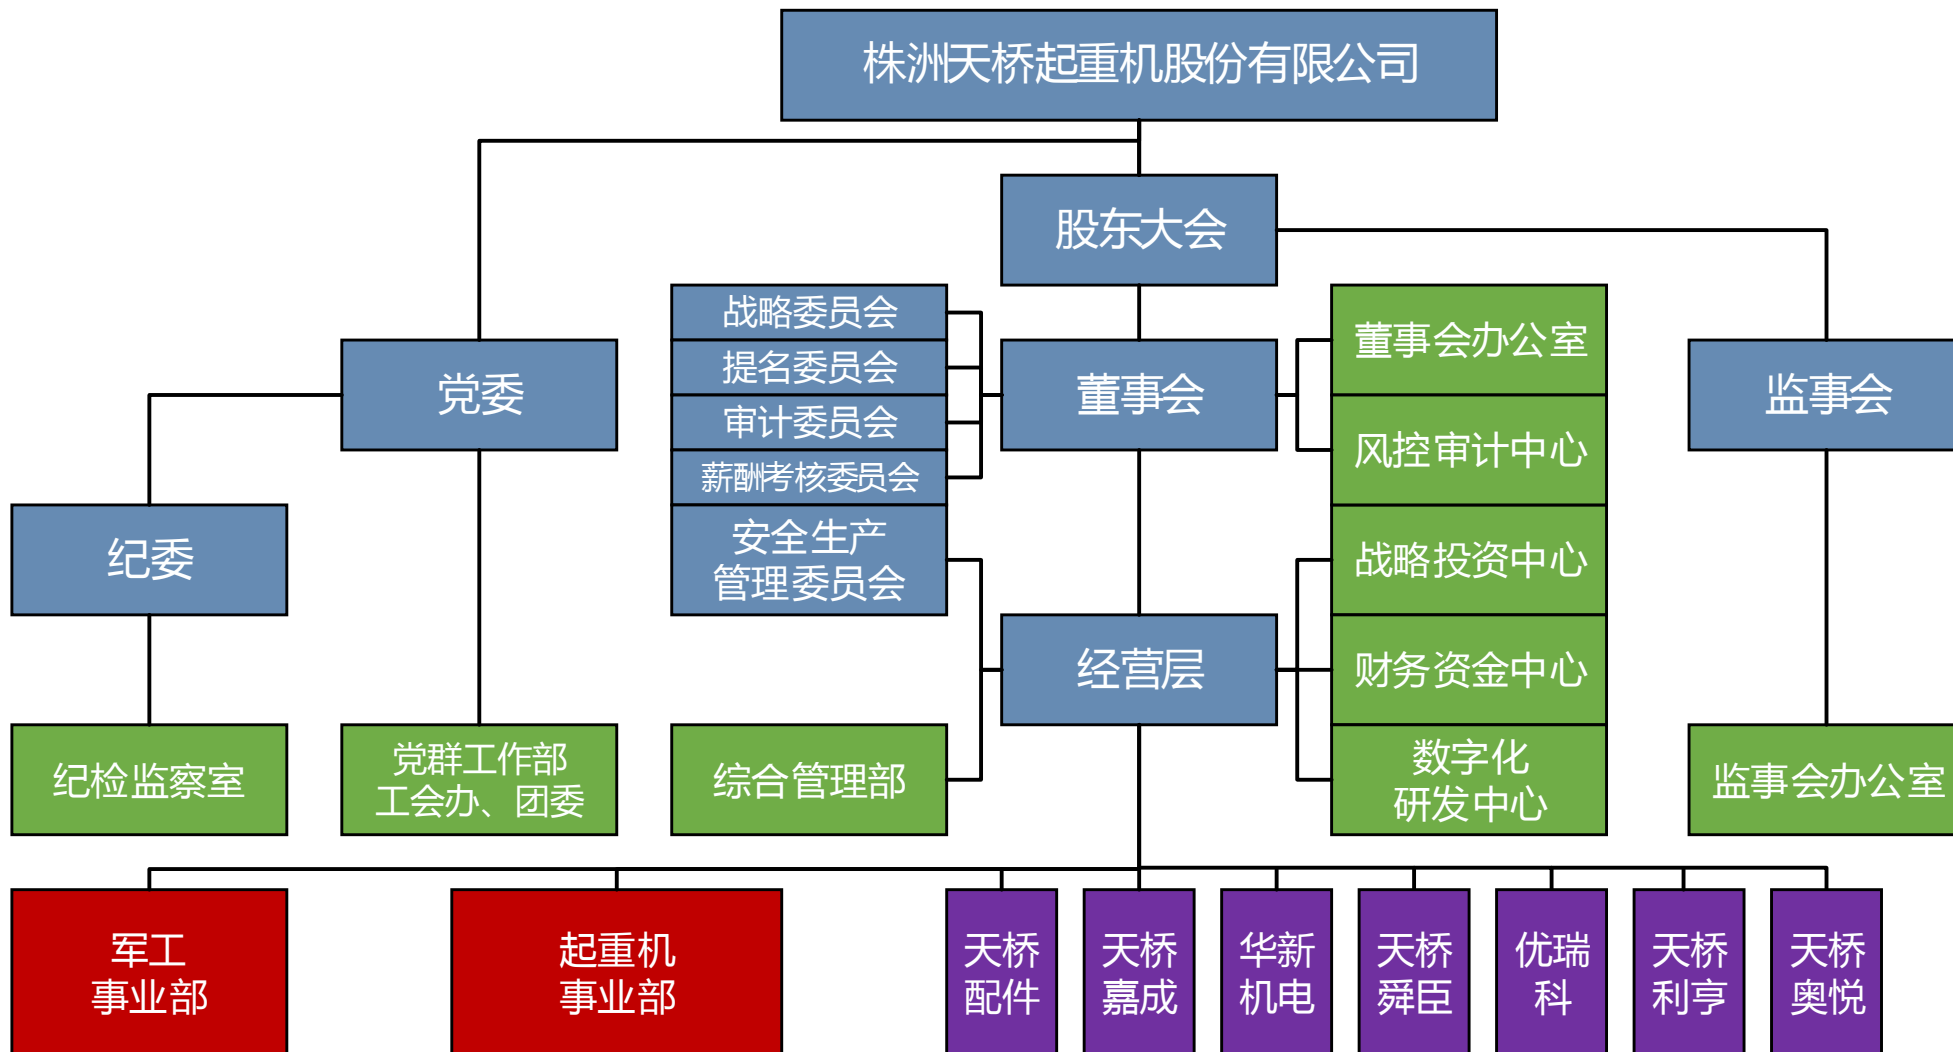 株洲天桥起重机股份有限公司
股东大会
战略委员会
提名委员会
审计委员会
薪酬考核委员会
安全生产
管理委员会
董事会办公室
风控审计中心
战略投资中心
财务资金中心
数字化
研发中心
党委
董事会
监事会
纪委
经营层
纪检监察室
党群工作部
工会办、团委
综合管理部
监事会办公室
军工
事业部
起重机
事业部
天桥
配件
天桥
嘉成
华新
机电
天桥
舜臣
优瑞
科
天桥
利亨
天桥
奥悦